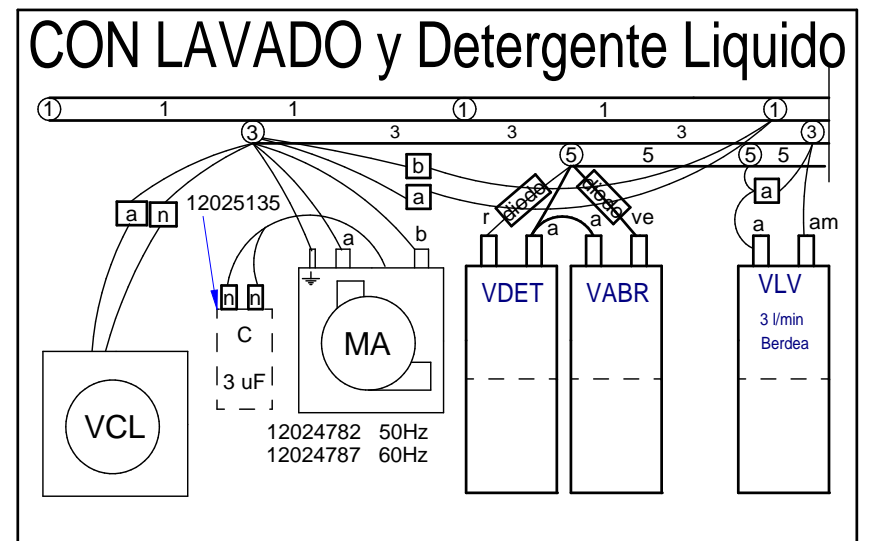 CON LAVADO y Detergente Liquido
1 1 1 1 1 1
3 3 3 3 3
5 5 5 5
b
a
a n
12025135
a
a b
r diodo a a diodo ve
a am
n n
C
3 uF
MA
VDET
VABR
VLV
3 l/min
Berdea
VCL
12024782 50Hz
12024787 60Hz